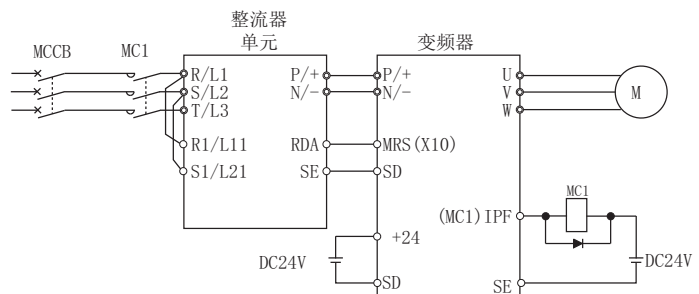 整流器
单元
变频器
MCCB
MC1
R/L1
S/L2
T/L3
R1/L11
S1/L21
P/+
N/-
RDA
SE
P/+
N/-
MRS(X10)
SD
+24
DC24V
SD
U
V
W
M
(MC1)IPF
MC1
DC24V
SE